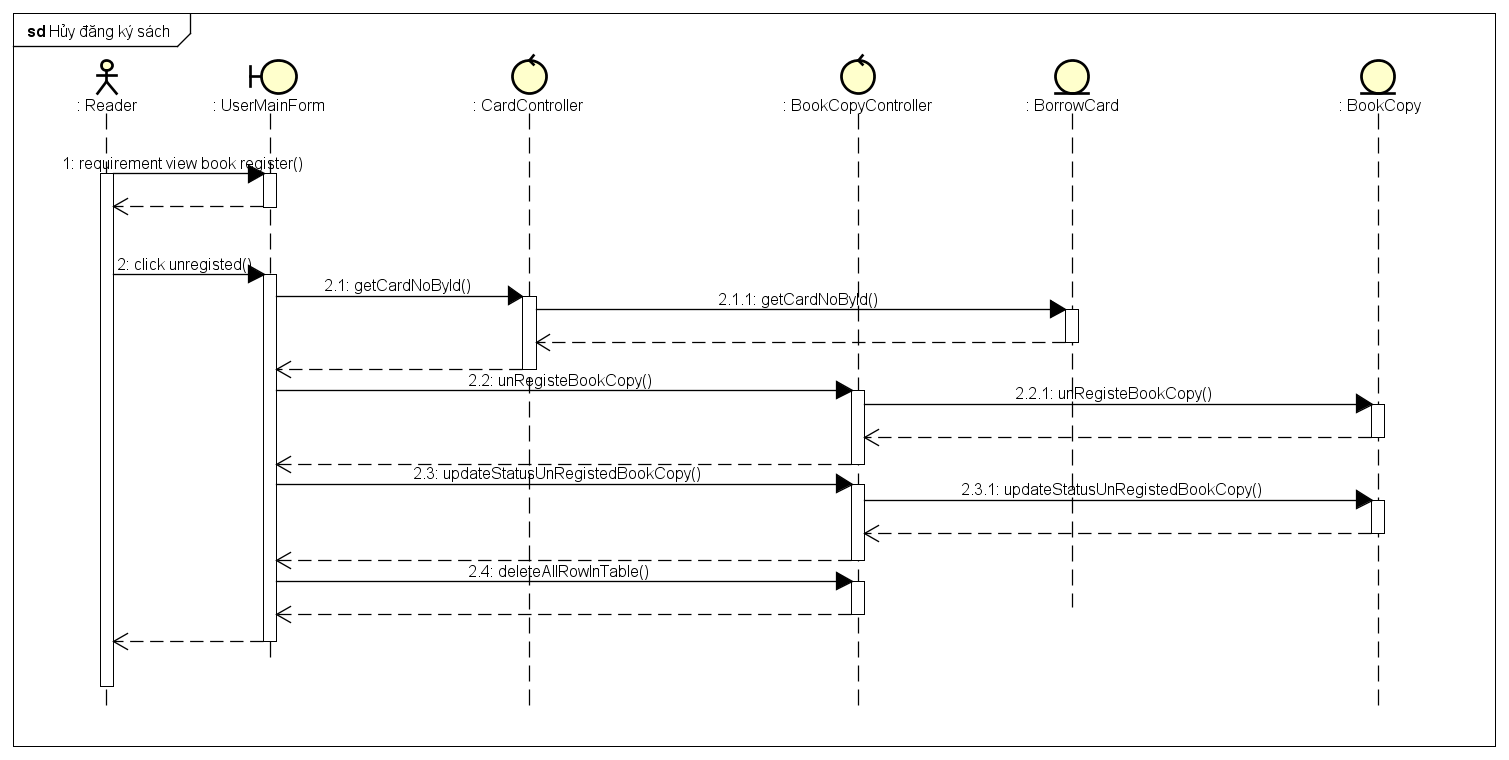 sd Hủy đăng ký sách
: Reader
: UserMainForm
: CardController
: BookCopyController
: BorrowCard
: BookCopy
1: requirement view book register()
2: click unregisted()
2.1: getCardNoById()
2.1.1: getCardNoById()
2.2: unRegisteBookCopy()
2.2.1: unRegisteBookCopy()
2.3: updateStatusUnRegistedBookCopy()
2.3.1: updateStatusUnRegistedBookCopy()
2.4: deleteAllRowInTable()